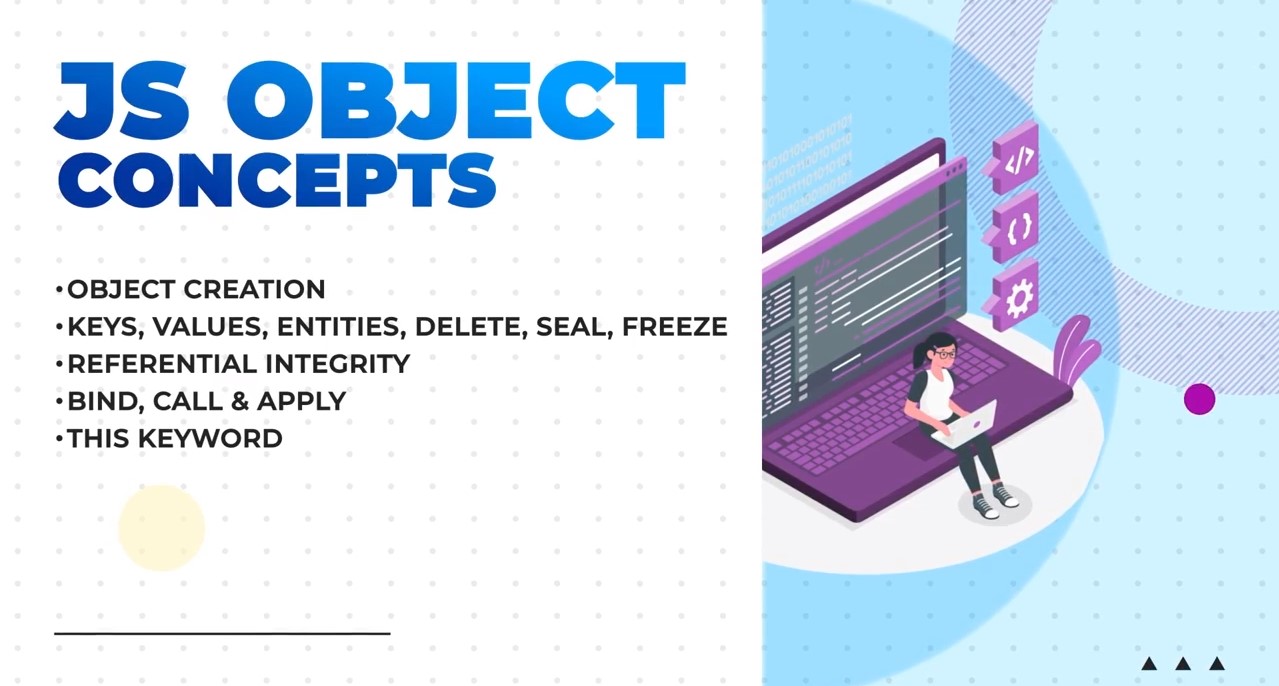 JS OBJECT
CONCEPTS
•OBJECT CREATION
•KEYS, VALUES, ENTITIES, DELETE, SEAL, FREEZE
•REFERENTIAL INTEGRITY
•BIND, CALL & APPLY
•THIS KEYWORD